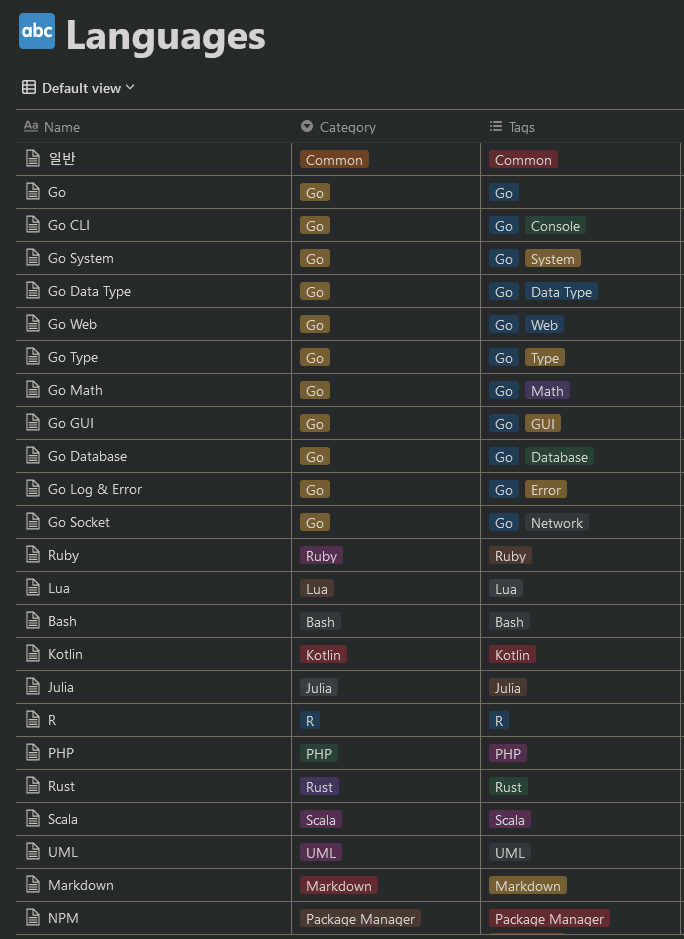 abc Languages
Default view
Aa Name Category Tags
일반 Common Common
Go Go Go
Go CLI Go Go Console
Go System Go Go System
Go Data Type Go Go Data Type
Go Web Go Go Web
Go Type Go Go Type
Go Math Go Go Math
Go GUI Go Go GUI
Go Database Go Go Database
Go Log & Error Go Go Error
Go Socket Go Go Network
Ruby Ruby Ruby
Lua Lua Lua
Bash Bash Bash
Kotlin Kotlin Kotlin
Julia Julia Julia
R R R
PHP PHP PHP
Rust Rust Rust
Scala Scala Scala
UML UML UML
Markdown Markdown Markdown
NPM Package Manager Package Manager